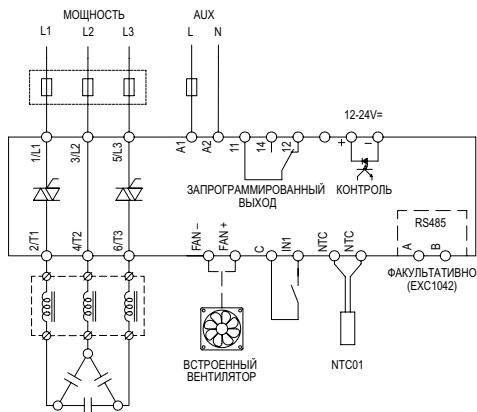 МОЩНОСТЬ AUX
L1 L2 L3 L N
12-24V=
1/L1 3/L2 5/L3 A1 A2 11 14 12 + −
ЗАПРОГРАММИРОВАННЫЙ
ВЫХОД
КОНТРОЛЬ
RS485
2/T1 4/T2 6/T3 FAN − FAN + C IN1 NTC NTC A B
ФАКУЛЬТАТИВНО
(EXC1042)
ВСТРОЕННЫЙ
ВЕНТИЛЯТОР
NTC01